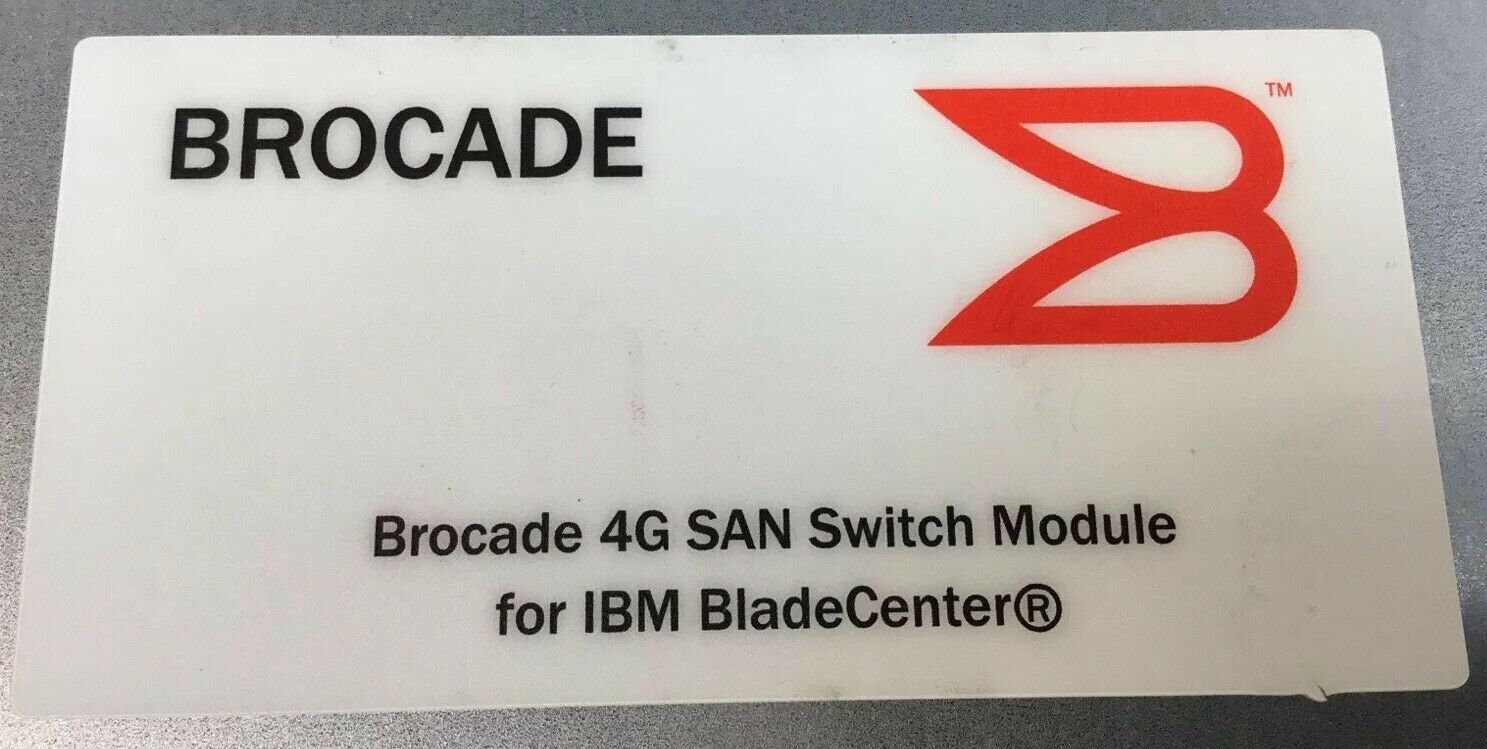 BROCADE
TM
Brocade 4G SAN Switch Module
for IBM BladeCenter®